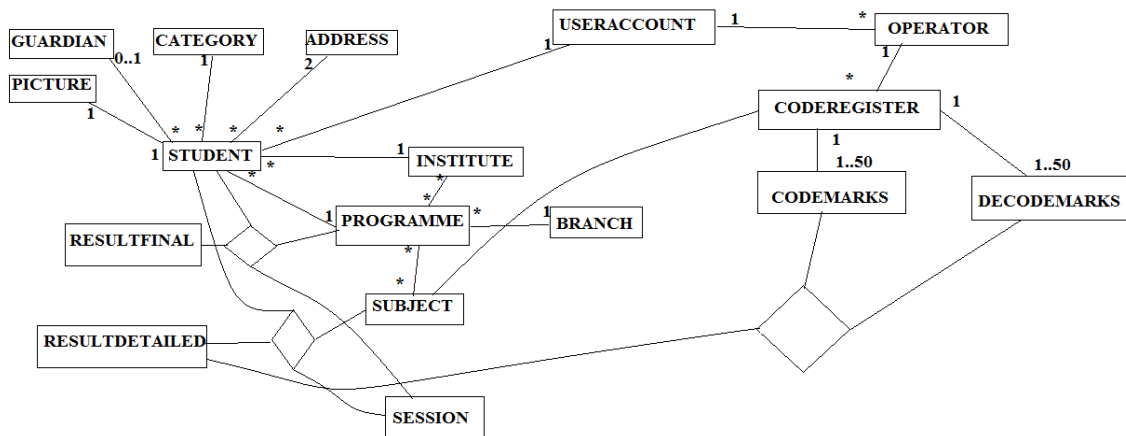 USERACCOUNT 1 * OPERATOR
GUARDIAN CATEGORY ADDRESS
0..1 1 2 1 1
PICTURE
1 * CODEREGISTER 1
* * * *
1 STUDENT 1 INSTITUTE 1
* * * 1..50 1..50
CODEMARKS DECODEMARKS
*
1 PROGRAMME * 1 BRANCH
RESULTFINAL
*
*
SUBJECT
RESULTDETAILED
SESSION